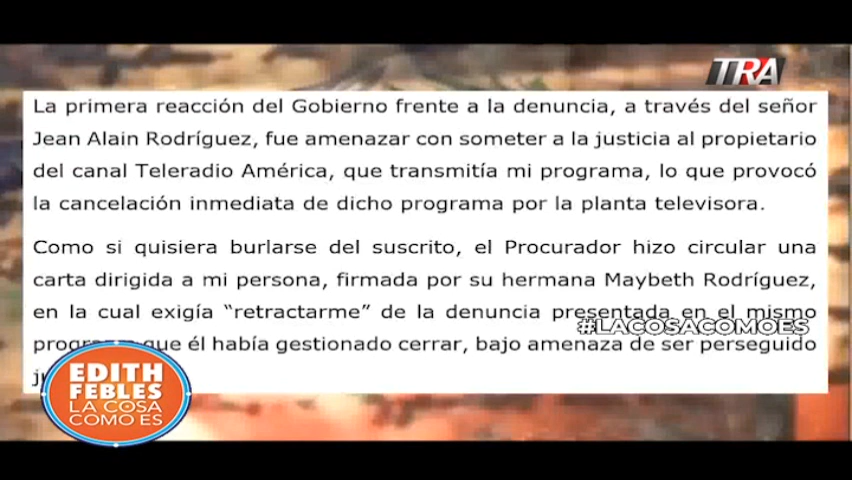 TRA
La primera reacción del Gobierno frente a la denuncia, a través del señor
Jean Alain Rodríguez, fue amenazar con someter a la justicia al propietario
del canal Teleradio América, que transmitía mi programa, lo que provocó
la cancelación inmediata de dicho programa por la planta televisora.
Como si quisiera burlarse del suscrito, el Procurador hizo circular una
carta dirigida a mi persona, firmada por su hermana Maybeth Rodríguez,
en la cual exigía “retractarme” de la denuncia presentada en el mismo
#LACOSACOMOES
que él había gestionado cerrar, bajo amenaza de ser perseguido
EDITH
FEBLES
LA COSA
COMO ES